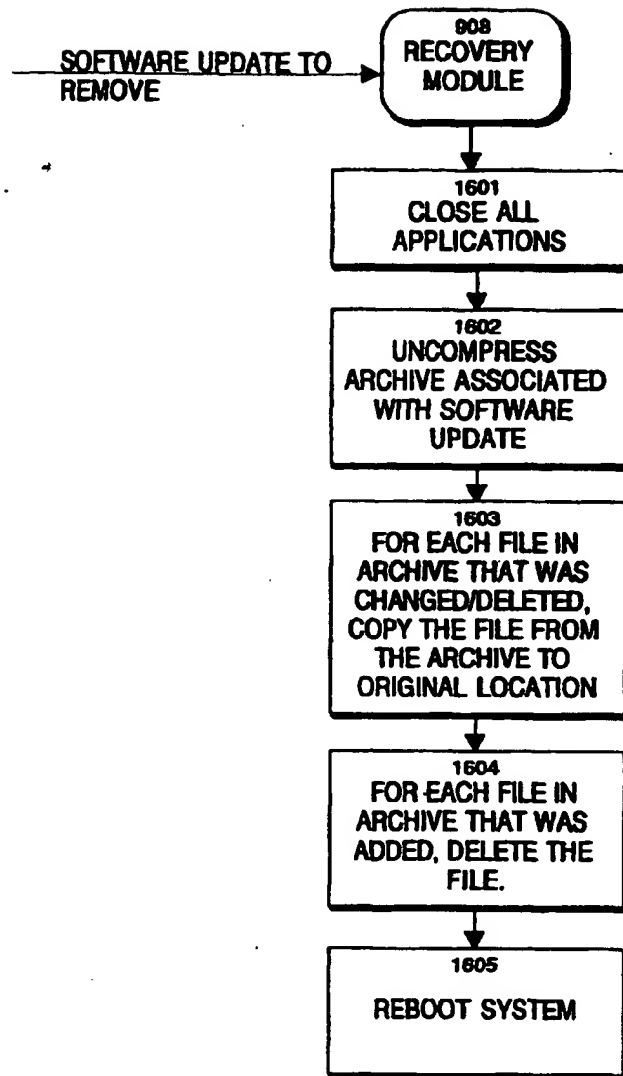 908
RECOVERY
MODULE
SOFTWARE UPDATE TO
REMOVE
1601
CLOSE ALL
APPLICATIONS
1602
UNCOMPRESS
ARCHIVE ASSOCIATED
WITH SOFTWARE
UPDATE
1603
FOR EACH FILE IN
ARCHIVE THAT WAS
CHANGED/DELETED,
COPY THE FILE FROM
THE ARCHIVE TO
ORIGINAL LOCATION
1604
FOR EACH FILE IN
ARCHIVE THAT WAS
ADDED, DELETE THE
FILE.
1605
REBOOT SYSTEM